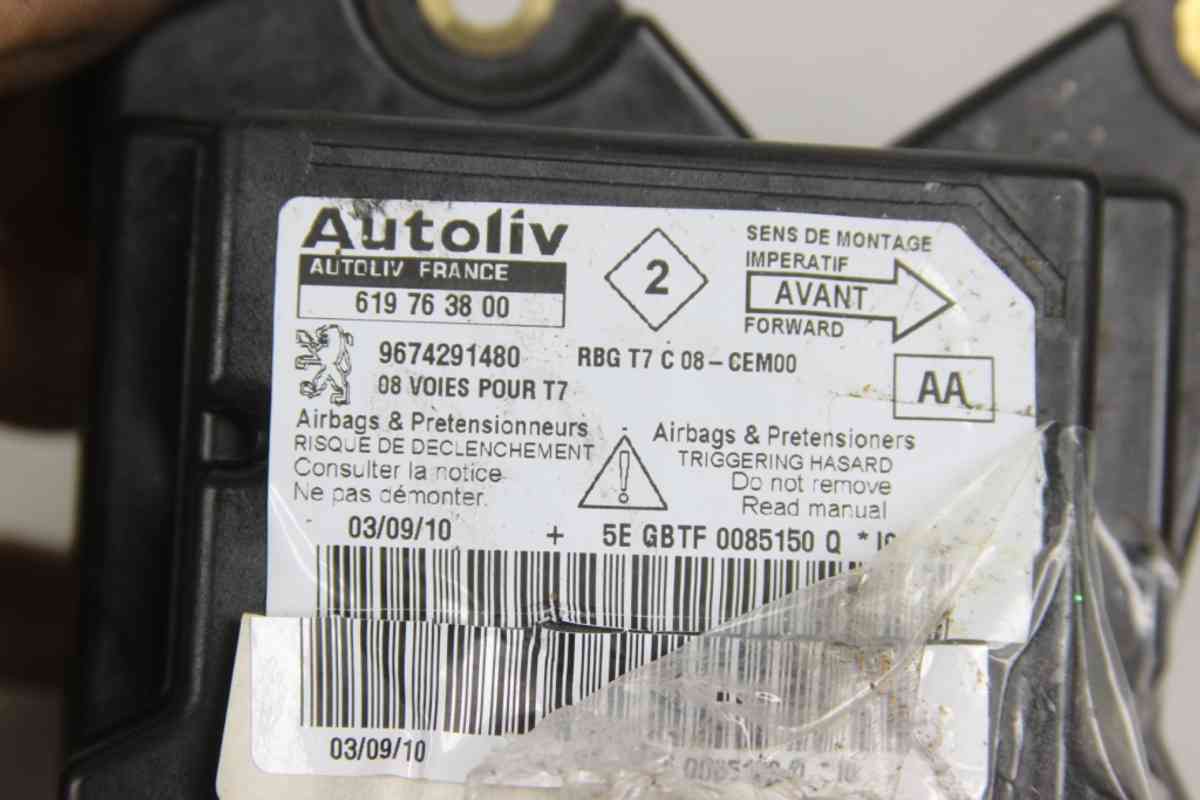 Autoliv
AUTOLIV FRANCE
619 76 38 00
2
SENS DE MONTAGE
IMPERATIF
AVANT
FORWARD
9674291480
RBG T7 C 08-CEM00
08 VOIES POUR T7
AA
Airbags & Pretensionneurs
RISQUE DE DECLENCHEMENT
Consulter la notice
Ne pas démonter.
Airbags & Pretensioners
TRIGGERING HASARD
Do not remove
Read manual
03/09/10 + 5E GBTF 0085150 Q *
03/09/10